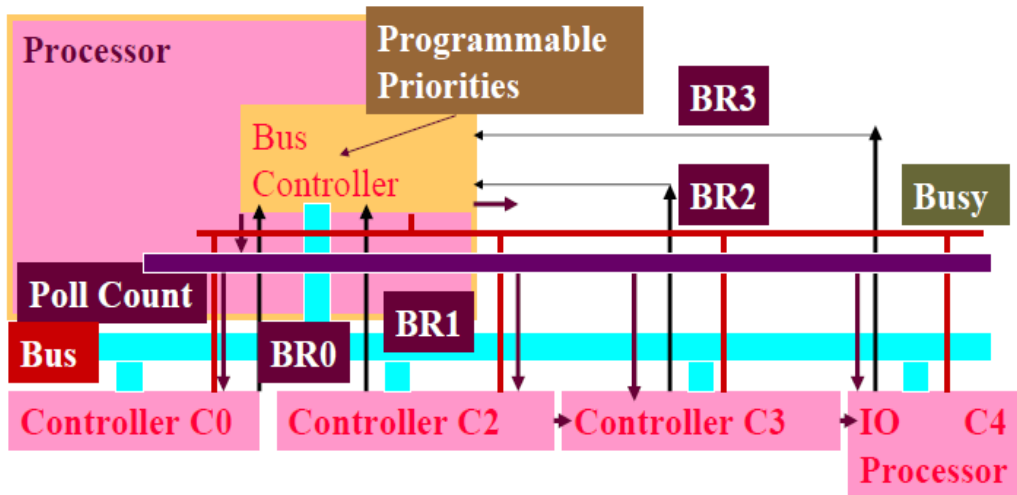 Processor
Programmable
Priorities
BR3
Bus
Controller
BR2
Busy
Poll Count
BR1
Bus
BR0
Controller C0
Controller C2
Controller C3
IO C4
Processor